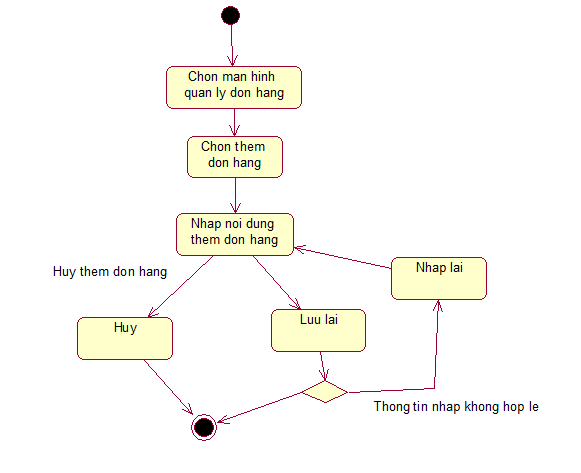 Chon man hinh
quan ly don hang
Chon them
don hang
Nhap noi dung
them don hang
Nhap lai
Huy them don hang
Huy
Luu lai
Thong tin nhap khong hop le